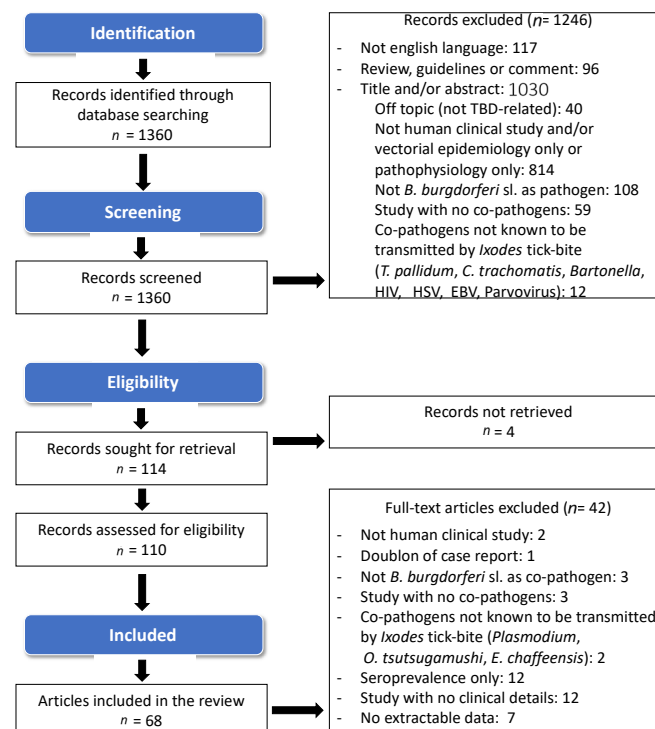 Identification
Records identified through
database searching
n = 1360
Screening
Records screened
n = 1360
Records excluded (n= 1246)
- Not english language: 117
- Review, guidelines or comment: 96
- Title and/or abstract: 1030
Off topic (not TBD-related): 40
Not human clinical study and/or
vectorial epidemiology only or
pathophysiology only: 814
Not B. burgdorferi sl. as pathogen: 108
Study with no co-pathogens: 59
Co-pathogens not known to be
transmitted by Ixodes tick-bite
(T. pallidum, C. trachomatis, Bartonella,
HIV, HSV, EBV, Parvovirus): 12
Eligibility
Records sought for retrieval
n = 114
Records not retrieved
n = 4
Records assessed for eligibility
n = 110
Included
Articles included in the review
n = 68
Full-text articles excluded (n= 42)
- Not human clinical study: 2
- Doublon of case report: 1
- Not B. burgdorferi sl. as co-pathogen: 3
- Study with no co-pathogens: 3
- Co-pathogens not known to be transmitted
by Ixodes tick-bite (Plasmodium,
O. tsutsugamushi, E. chaffeensis): 2
- Seroprevalence only: 12
- Study with no clinical details: 12
- No extractable data: 7